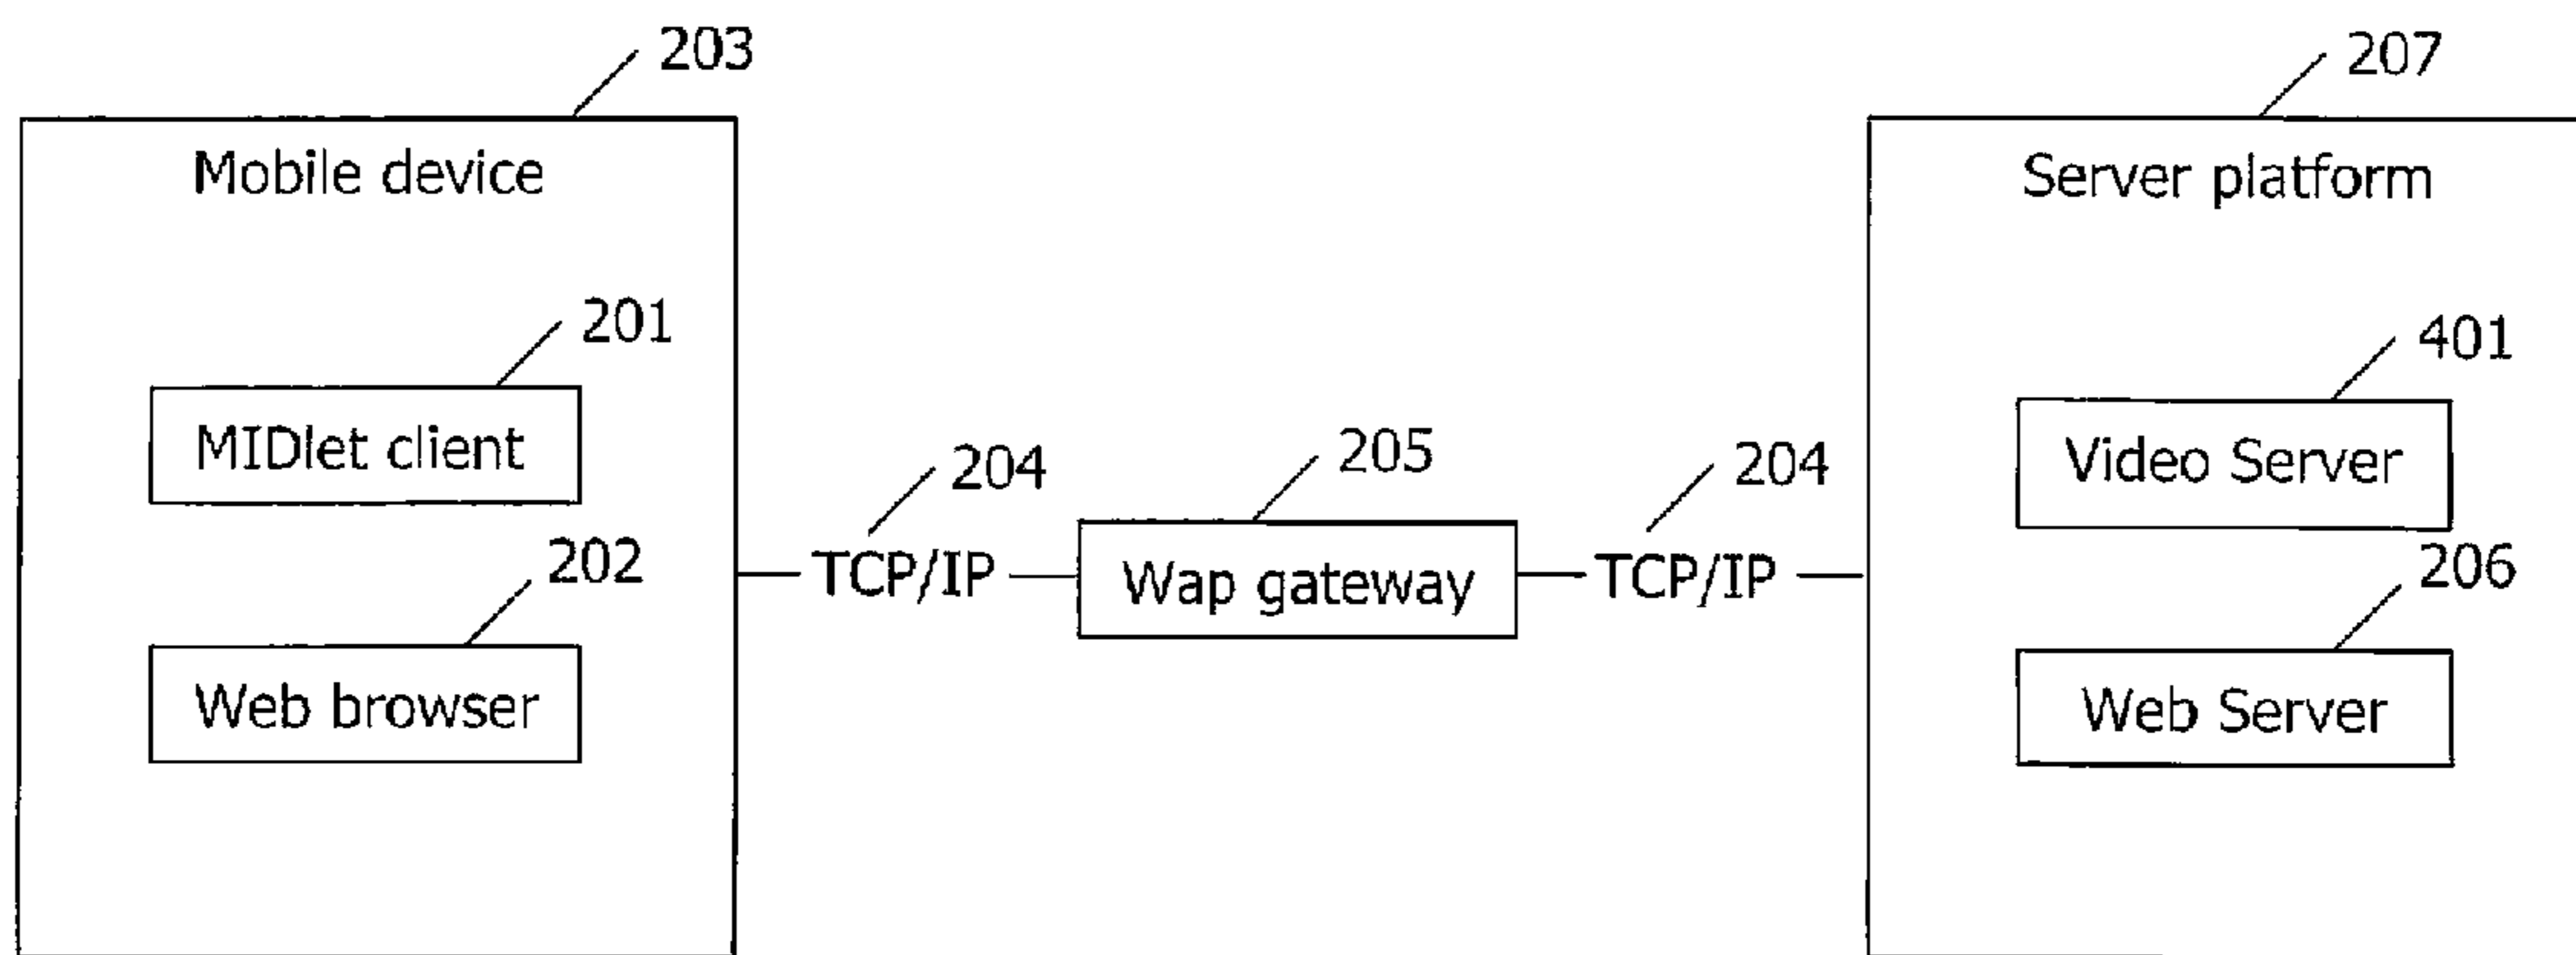 203
Mobile device
201
MIDlet client
202
Web browser
204
TCP/IP
205
Wap gateway
204
TCP/IP
207
Server platform
401
Video Server
206
Web Server